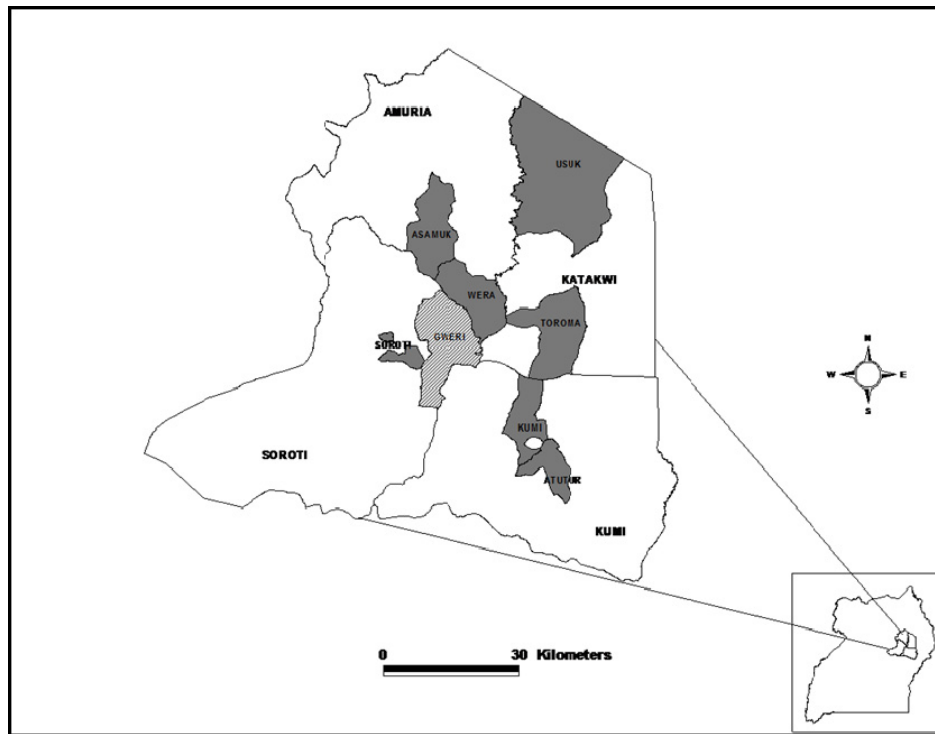 AMURIA
USUK
ASAMUK
KATAKWI
WERA
TOROMA
GWERI
SOROTI
N
W E
S
KUMI
SOROTI
ATUTUR
KUMI
0 30 Kilometers